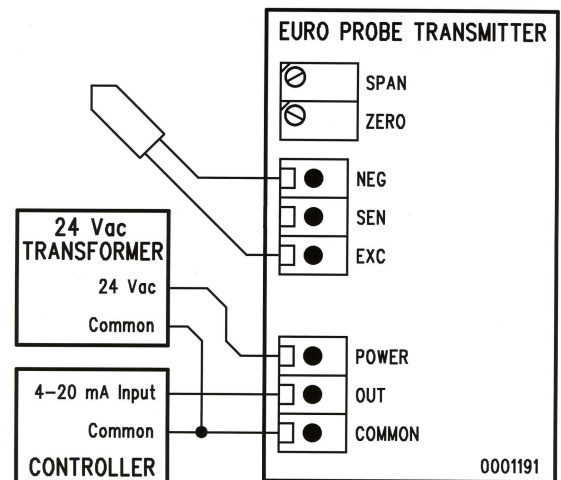 EURO PROBE TRANSMITTER
SPAN
ZERO
NEG
SEN
EXC
24 Vac
TRANSFORMER
24 Vac
Common
POWER
OUT
COMMON
4-20 mA Input
Common
CONTROLLER
0001191